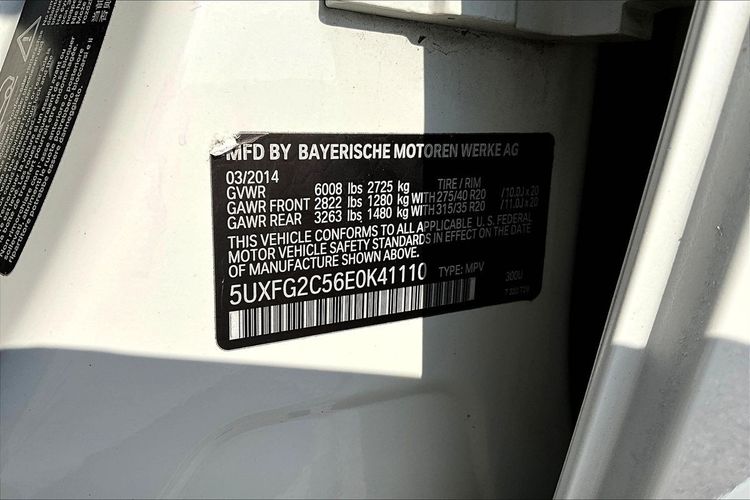 MFD BY BAYERISCHE MOTOREN WERKE AG
03/2014
GVWR 6008 lbs 2725 kg TIRE / RIM
GAWR FRONT 2822 lbs 1280 kg WITH 275/40 R20 / 10.0J x 20
GAWR REAR 3263 lbs 1480 kg WITH 315/35 R20 / 11.0J x 20
THIS VEHICLE CONFORMS TO ALL APPLICABLE U.S. FEDERAL
MOTOR VEHICLE SAFETY STANDARDS IN EFFECT ON THE DATE
OF MANUFACTURE SHOWN ABOVE.
5UXFG2C56E0K41110 TYPE: MPV 300U